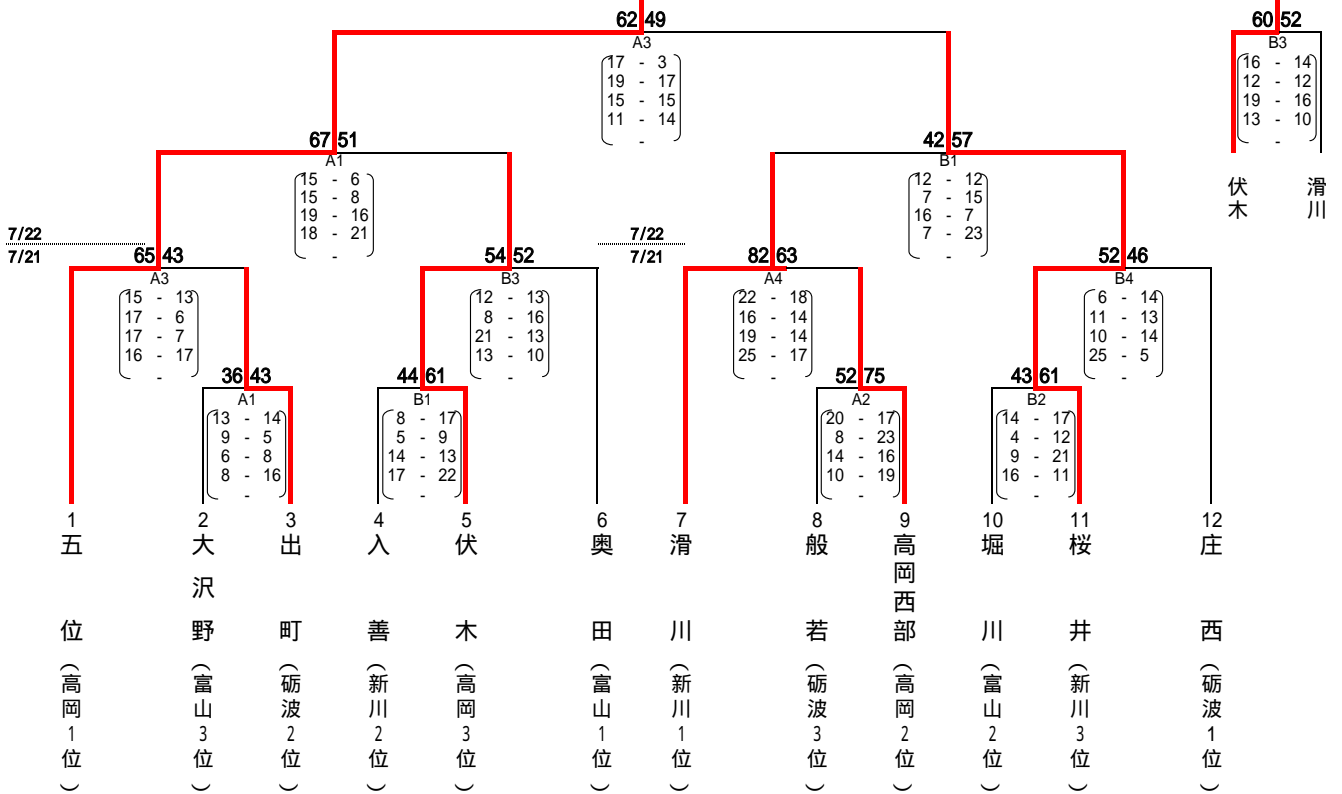 62 49
A3
17 - 3
19 - 17
15 - 15
11 - 14
-
60 52
B3
16 - 14
12 - 12
19 - 16
13 - 10
-
伏木
滑川
67 51
A1
15 - 6
15 - 8
19 - 16
18 - 21
-
42 57
B1
12 - 12
7 - 15
16 - 7
7 - 23
-
7/22
7/21
7/22
7/21
65 43
A3
15 - 13
17 - 6
17 - 7
16 - 17
-
54 52
B3
12 - 13
8 - 16
21 - 13
13 - 10
-
82 63
A4
22 - 18
16 - 14
19 - 14
25 - 17
-
52 46
B4
6 - 14
11 - 13
10 - 14
25 - 5
-
36 43
A1
13 - 14
9 - 5
6 - 8
8 - 16
-
44 61
B1
8 - 17
5 - 9
14 - 13
17 - 22
-
52 75
A2
20 - 17
8 - 23
14 - 16
10 - 19
-
43 61
B2
14 - 17
4 - 12
9 - 21
16 - 11
-
1
五位(高岡1位)
2
大沢野(富山3位)
3
出町(砺波2位)
4
入善(新川2位)
5
伏木(高岡3位)
6
奥田(富山1位)
7
滑川(新川1位)
8
般若(砺波3位)
9
高岡西部(高岡2位)
10
堀川(富山2位)
11
桜井(新川3位)
12
庄西(砺波1位)